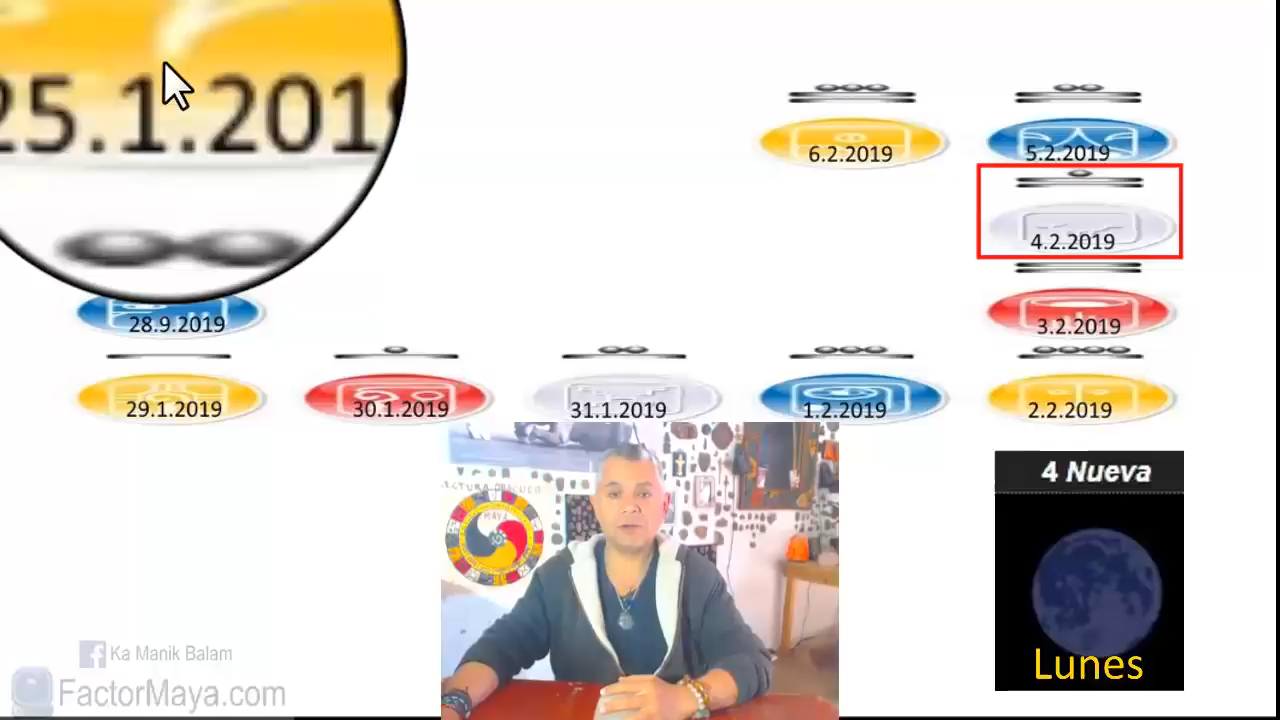 25.1.201
6.2.2019
5.2.2019
4.2.2019
28.9.2019
3.2.2019
29.1.2019
30.1.2019
31.1.2019
1.2.2019
2.2.2019
4 Nueva
MAYA
Lunes
Ka Manik Balam
FactorMaya.com